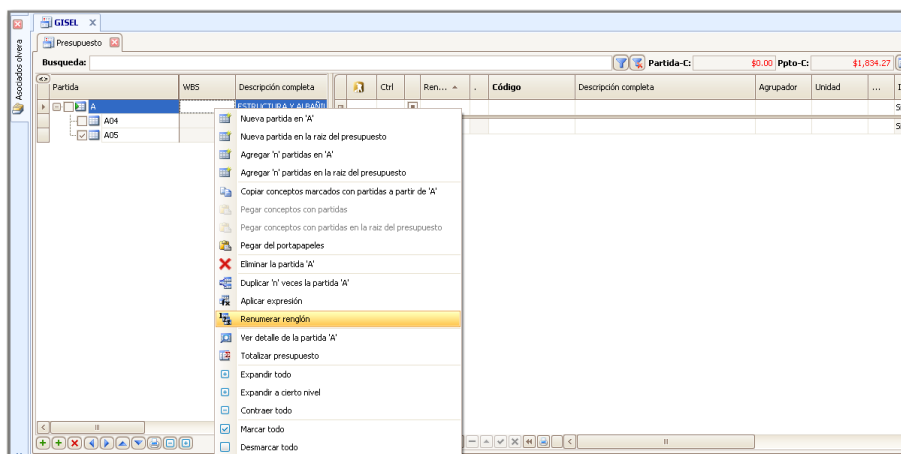 GISEL
Presupuesto
Asociados olvera
Busqueda:
Partida-C: $0.00 Ppto-C: $1,834.27
Partida WBS Descripción completa Ctrl Ren... . Código Descripción completa Agrupador Unidad ...
A ESTRUCTURA Y ALBAÑIL
A04
A05
Nueva partida en 'A'
Nueva partida en la raiz del presupuesto
Agregar 'n' partidas en 'A'
Agregar 'n' partidas en la raiz del presupuesto
Copiar conceptos marcados con partidas a partir de 'A'
Pegar conceptos con partidas
Pegar conceptos con partidas en la raiz del presupuesto
Pegar del portapapeles
Eliminar la partida 'A'
Duplicar 'n' veces la partida 'A'
Aplicar expresión
Renumerar renglón
Ver detalle de la partida 'A'
Totalizar presupuesto
Expandir todo
Expandir a cierto nivel
Contraer todo
Marcar todo
Desmarcar todo